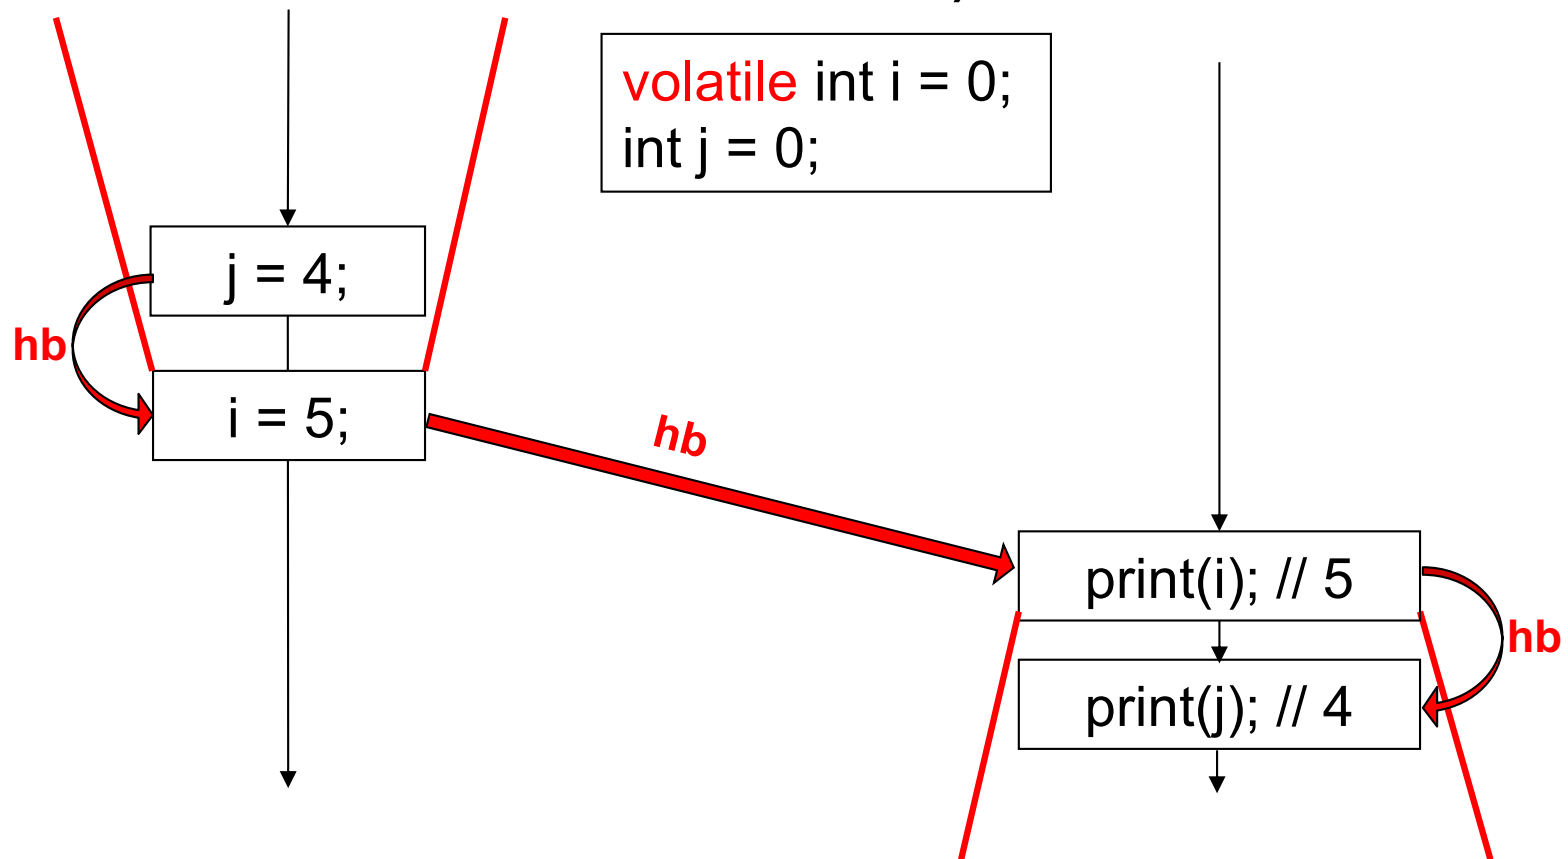 volatile int i = 0;
int j = 0;
j = 4;
hb
i = 5;
hb
print(i); // 5
hb
print(j); // 4